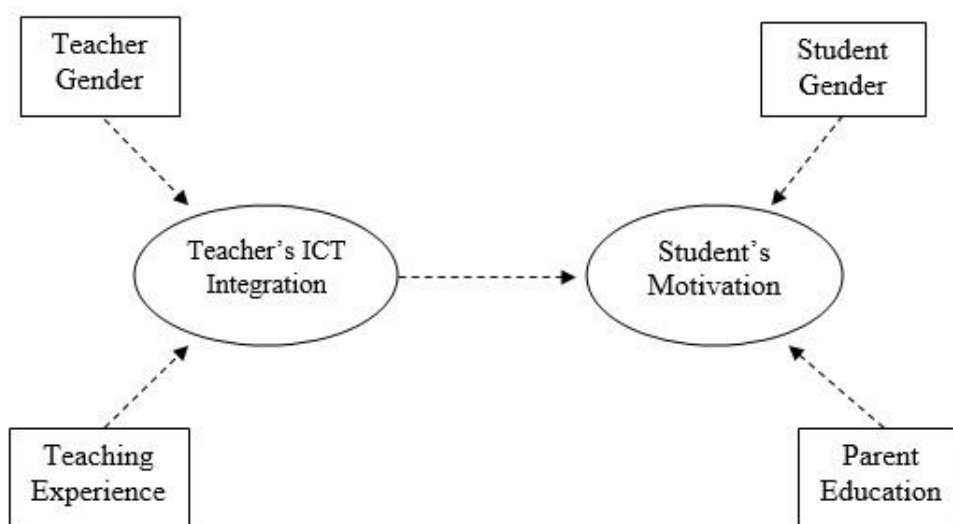 Teacher
Gender
Student
Gender
Teacher’s ICT
Integration
Student’s
Motivation
Teaching
Experience
Parent
Education